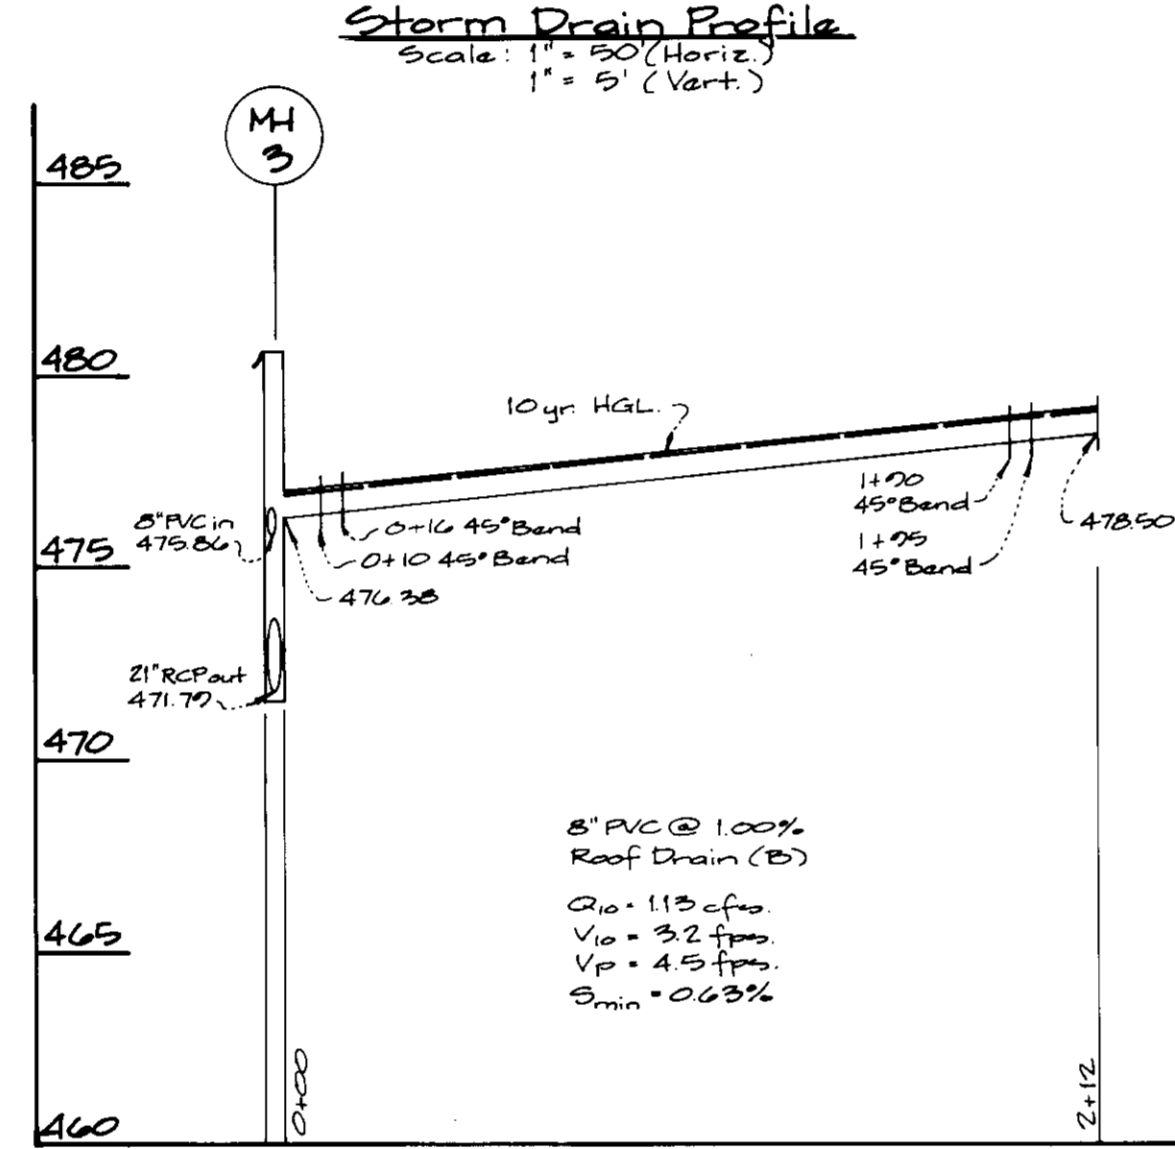 Storm Drain Profile
Scale: 1" = 50' (Horiz.)
1" = 5' (Vert.)
MH
3
485
480
10 yr. HGL.
8" PVC in
475.86
0+16 45° Bend
0+10 45° Bend
476.38
1+90
45° Bend
1+95
45° Bend
478.50
475
21" RCP out
471.79
470
8" PVC @ 1.00%
Roof Drain (B)
Q10 = 1.13 cfs.
V10 = 3.2 fps.
Vp = 4.5 fps.
Smin = 0.63%
465
460
0+00
2+12